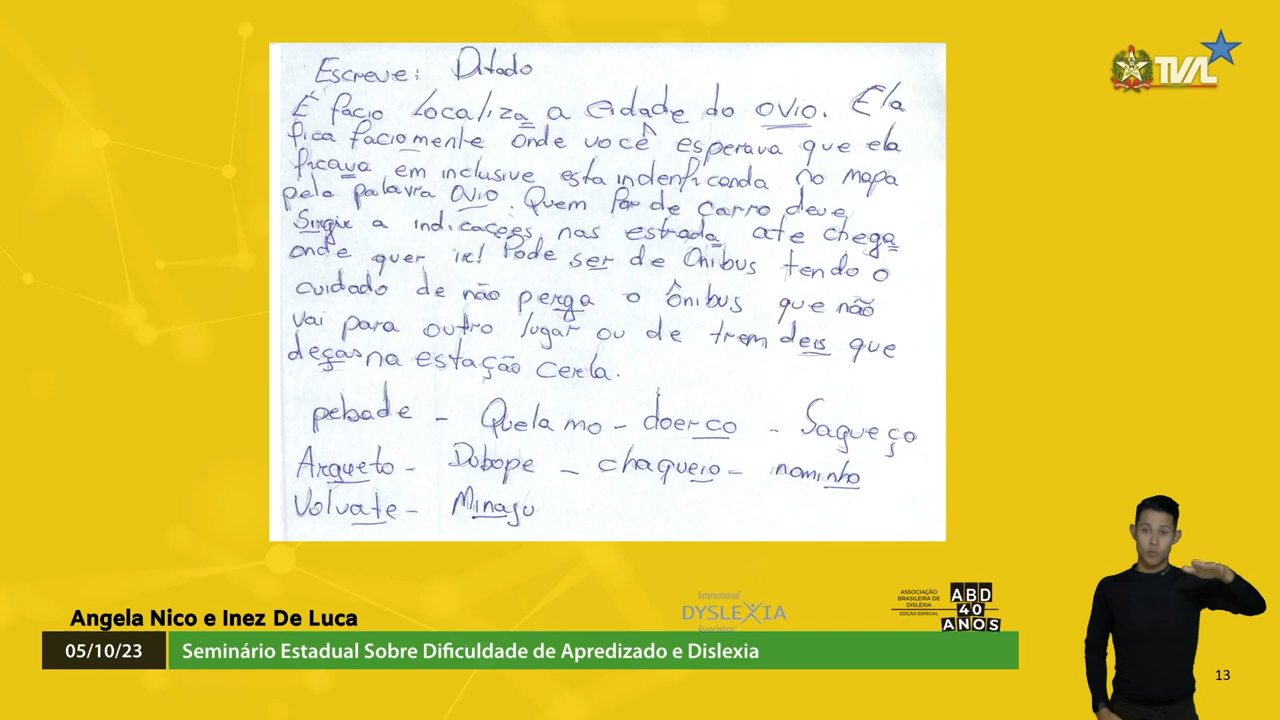 TVAL
Escreve: Ditado
É facio Localiza a cidade do OVIO. Ela
fica faciomente onde você esperava que ela
ficava em inclusive esta indenficanda no mapa
pela palavra OVIO. Quem for de carro deve
Sirgir a indicações nas estrada ate chega
onde quer ir! Pode ser de Onibus tendo o
cuidado de não perga o ônibus que não
vai para outro lugar ou de trem deis que
deças na estação certa.
pebade - Quelamo - doerco - Sagueço
Arqueto - Dobope - chaqueio - nominho
Volvate - Minasu
International
DYSLEXIA
Association
ASSOCIAÇÃO
BRASILEIRA DE
DISLEXIA
EDIÇÃO ESPECIAL
ABD
40
ANOS
Angela Nico e Inez De Luca
05/10/23 Seminário Estadual Sobre Dificuldade de Apredizado e Dislexia
13